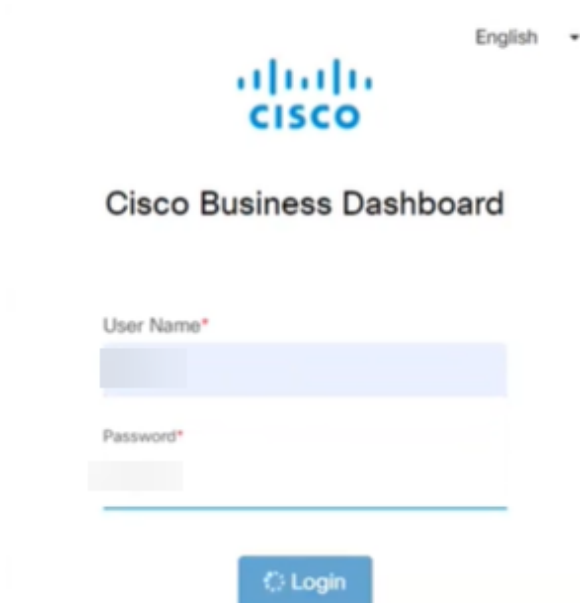 English
CISCO
Cisco Business Dashboard
User Name*
Password*
Login